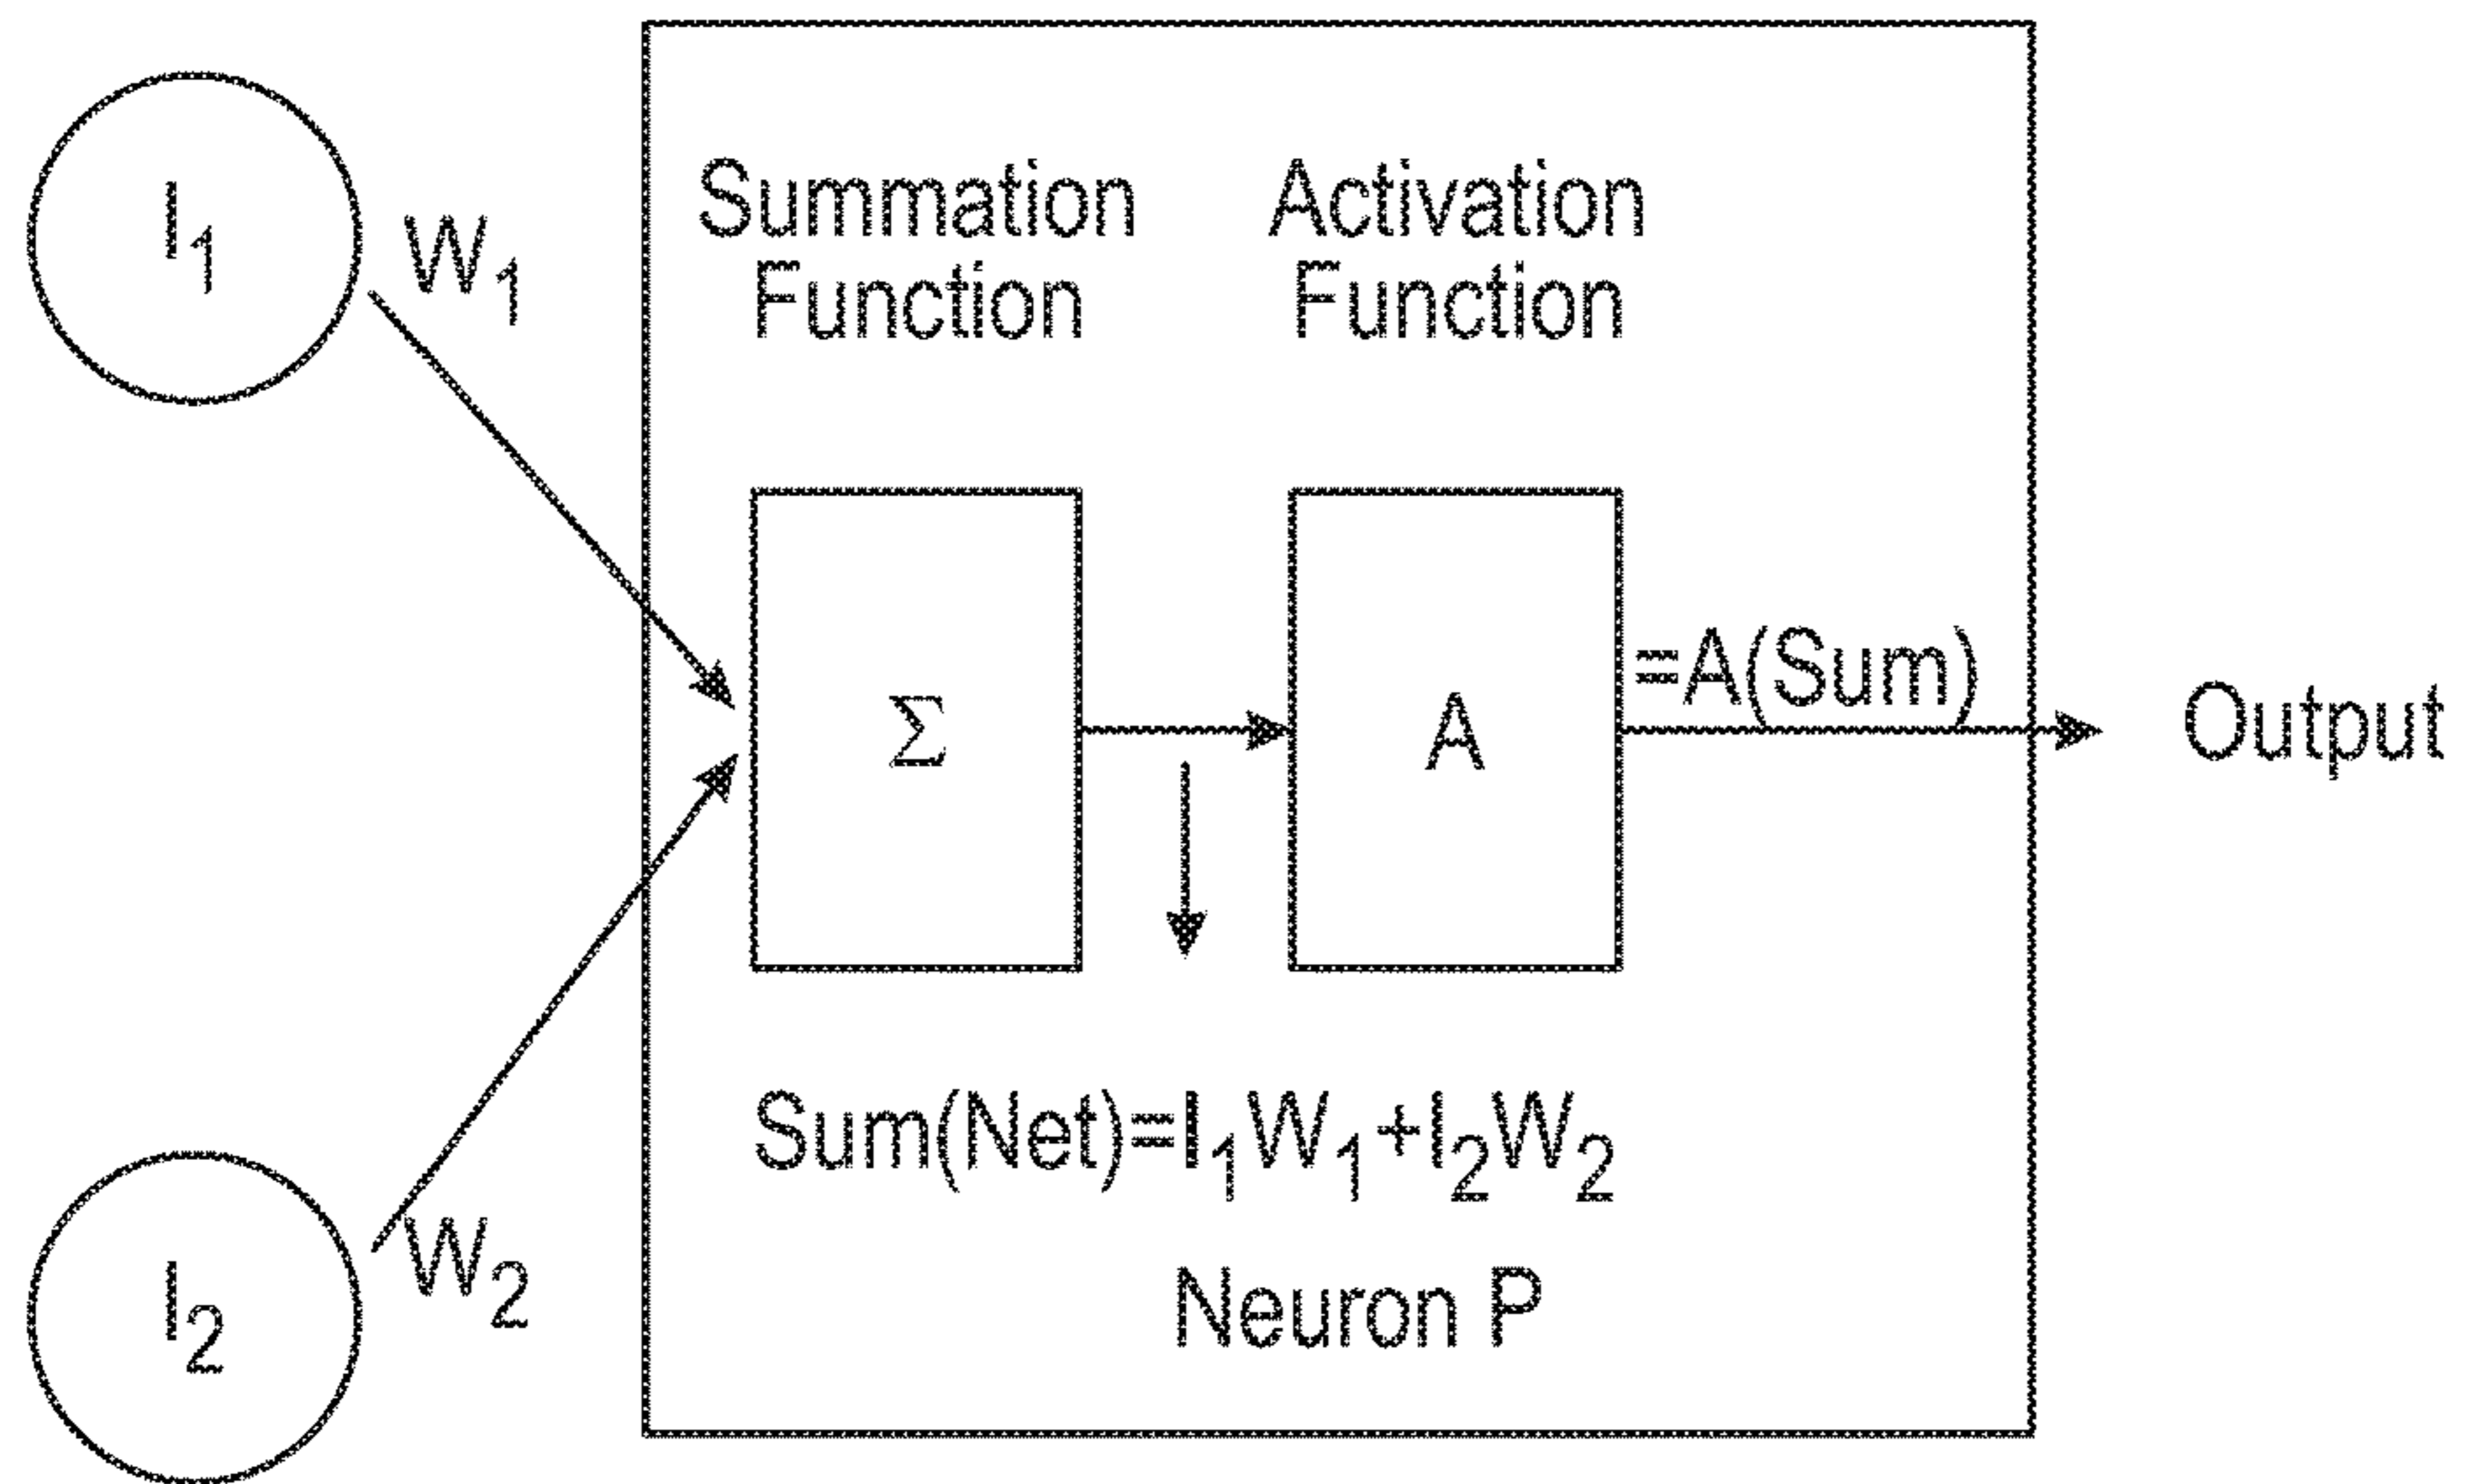 I₁
W₁
Summation
Function
Activation
Function
Σ
A
=A(Sum)
Output
Sum(Net)=I₁W₁+I₂W₂
I₂
W₂
Neuron P